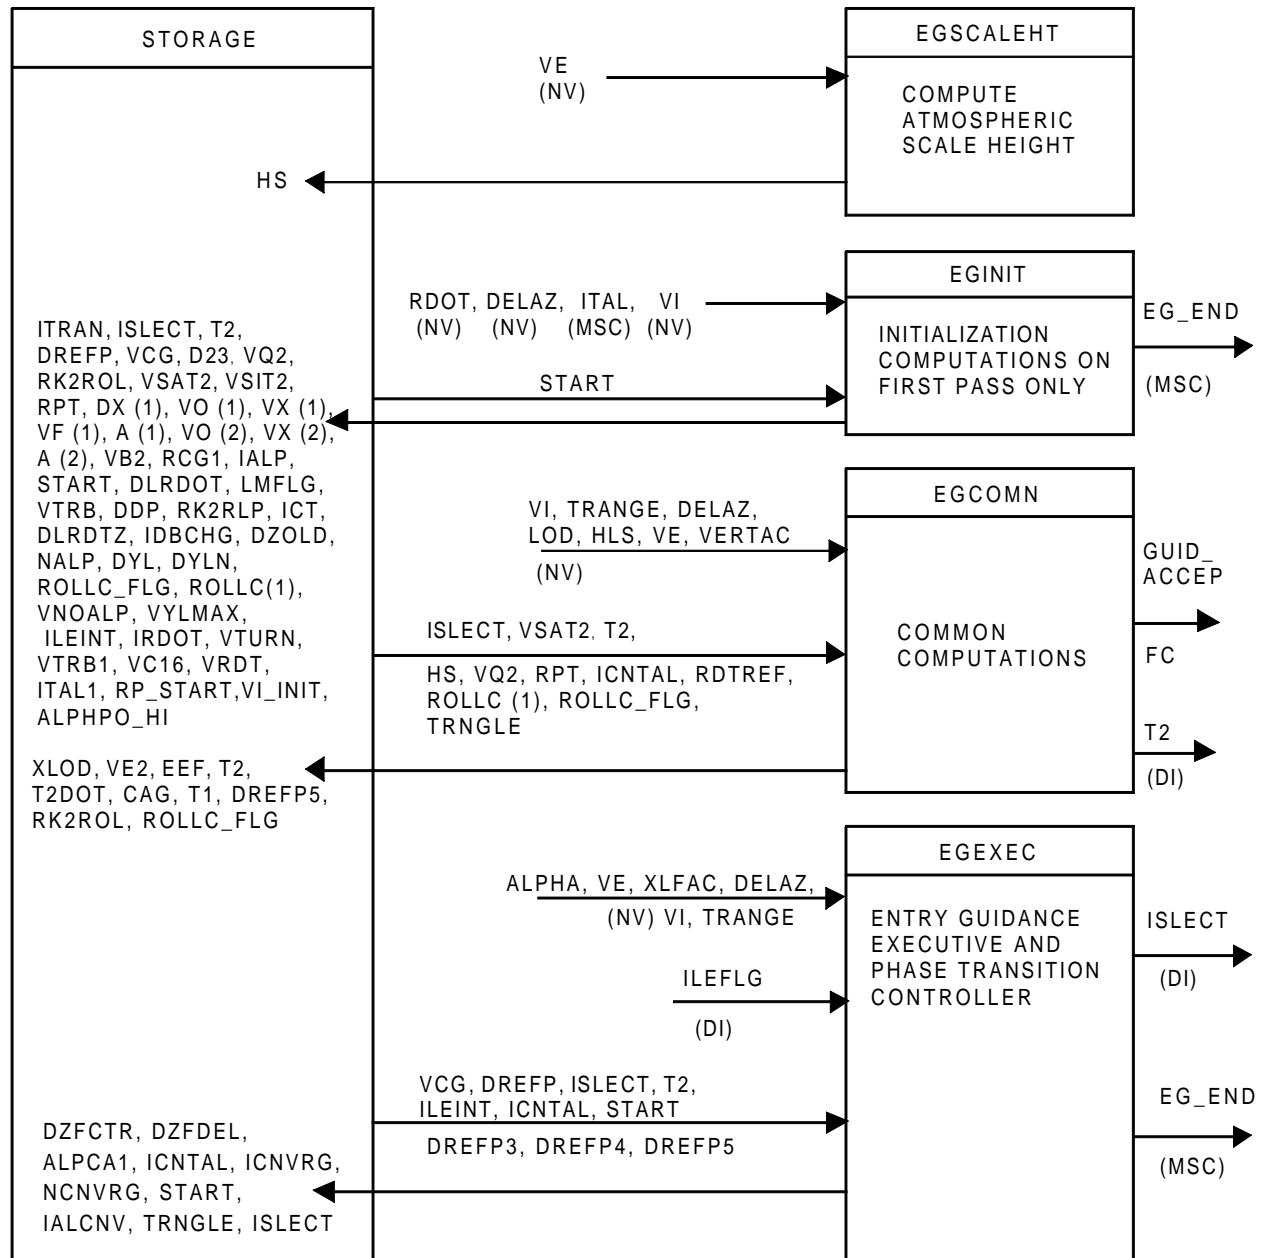 STORAGE
HS
ITRAN, ISLECT, T2,
DREFP, VCG, D23, VQ2,
RK2ROL, VSAT2, VSIT2,
RPT, DX (1), VO (1), VX (1),
VF (1), A (1), VO (2), VX (2),
A (2), VB2, RCG1, IALP,
START, DLRDOT, LMFLG,
VTRB, DDP, RK2RLP, ICT,
DLRDTZ, IDBCHG, DZOLD,
NALP, DYL, DYLN,
ROLLC_FLG, ROLLC(1),
VNOALP, VYLMAX,
ILEINT, IRDOT, VTURN,
VTRB1, VC16, VRDT,
ITAL1, RP_START,VI_INIT,
ALPHPO_HI
XLOD, VE2, EEF, T2,
T2DOT, CAG, T1, DREFP5,
RK2ROL, ROLLC_FLG
DZFCTR, DZFDEL,
ALPCA1, ICNTAL, ICNVRG,
NCNVRG, START,
IALCNV, TRNGLE, ISLECT
VE
(NV)
EGSCALEHT
COMPUTE
ATMOSPHERIC
SCALE HEIGHT
RDOT, DELAZ, ITAL, VI
(NV) (NV) (MSC) (NV)
START
EGINIT
INITIALIZATION
COMPUTATIONS ON
FIRST PASS ONLY
EG_END
(MSC)
VI, TRANGE, DELAZ,
LOD, HLS, VE, VERTAC
(NV)
ISLECT, VSAT2, T2,
HS, VQ2, RPT, ICNTAL, RDTREF,
ROLLC (1), ROLLC_FLG,
TRNGLE
EGCOMN
COMMON
COMPUTATIONS
GUID_
ACCEP
FC
T2
(DI)
ALPHA, VE, XLFAC, DELAZ,
(NV) VI, TRANGE
ILEFLG
(DI)
VCG, DREFP, ISLECT, T2,
ILEINT, ICNTAL, START
DREFP3, DREFP4, DREFP5
EGEXEC
ENTRY GUIDANCE
EXECUTIVE AND
PHASE TRANSITION
CONTROLLER
ISLECT
(DI)
EG_END
(MSC)